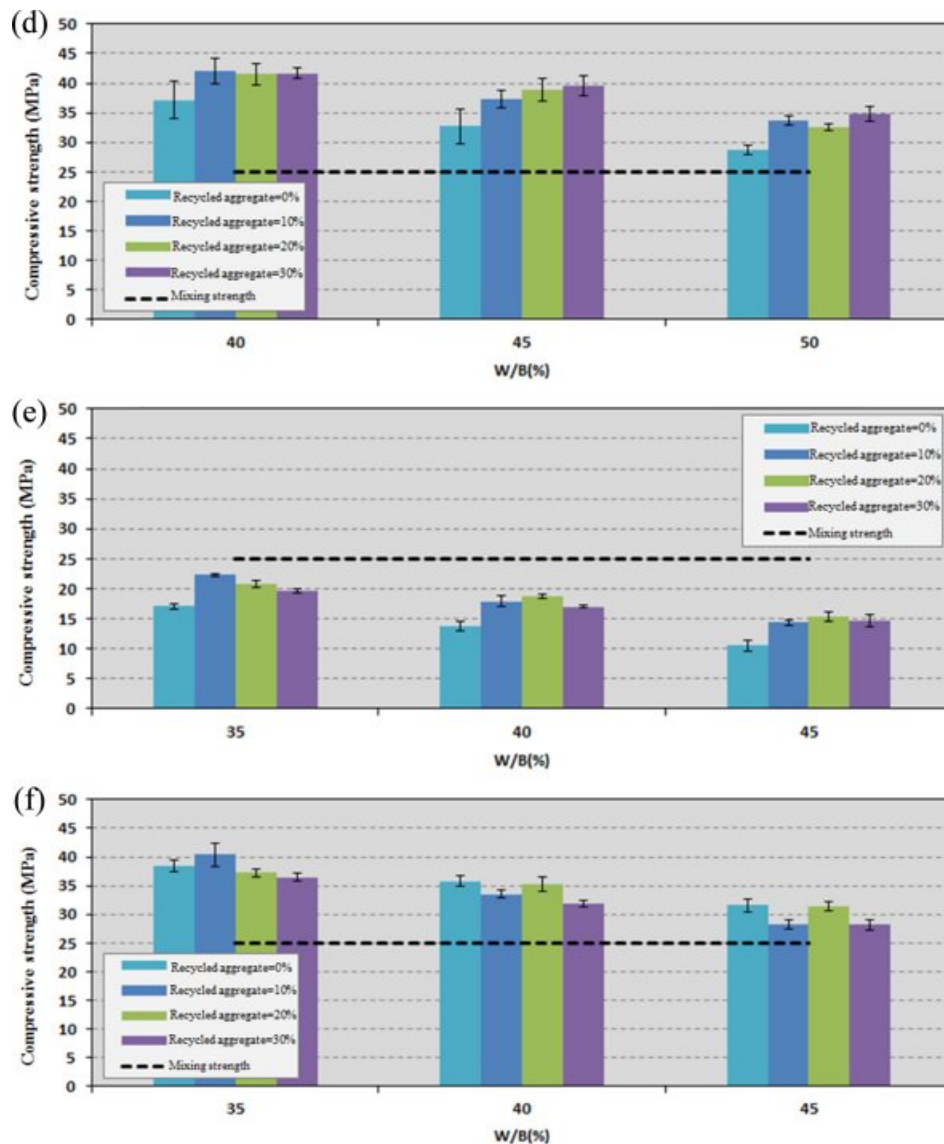 (d)
Compressive strength (MPa)
50
45
40
35
30
25
20
15
10
5
0
Recycled aggregate=0%
Recycled aggregate=10%
Recycled aggregate=20%
Recycled aggregate=30%
Mixing strength
40
45
50
W/B(%)
(e)
Compressive strength (MPa)
50
45
40
35
30
25
20
15
10
5
0
Recycled aggregate=0%
Recycled aggregate=10%
Recycled aggregate=20%
Recycled aggregate=30%
Mixing strength
35
40
45
W/B(%)
(f)
Compressive strength (MPa)
50
45
40
35
30
25
20
15
10
5
0
Recycled aggregate=0%
Recycled aggregate=10%
Recycled aggregate=20%
Recycled aggregate=30%
Mixing strength
35
40
45
W/B(%)